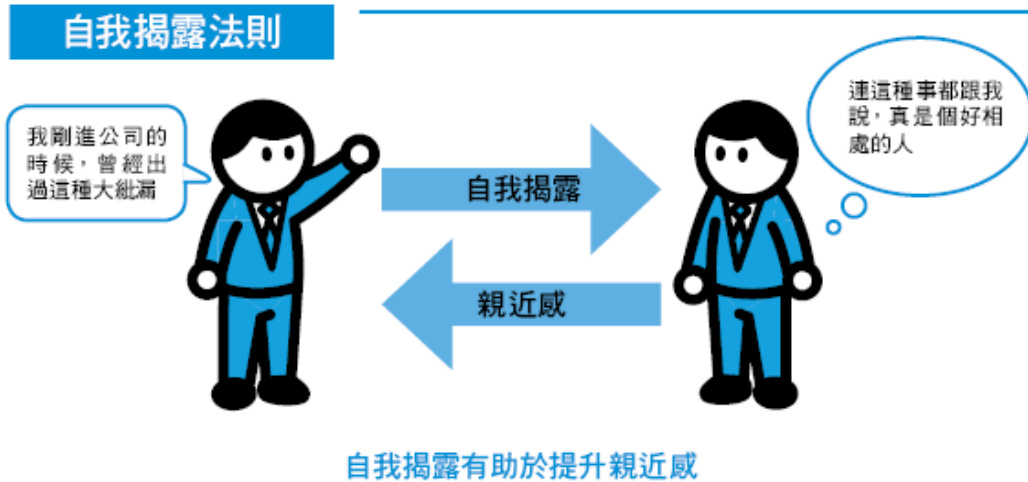 自我揭露法則
我剛進公司的
時候，曾經出
過這種大紕漏
連這種事都跟我
說，真是個好相
處的人
自我揭露
親近感
自我揭露有助於提升親近感